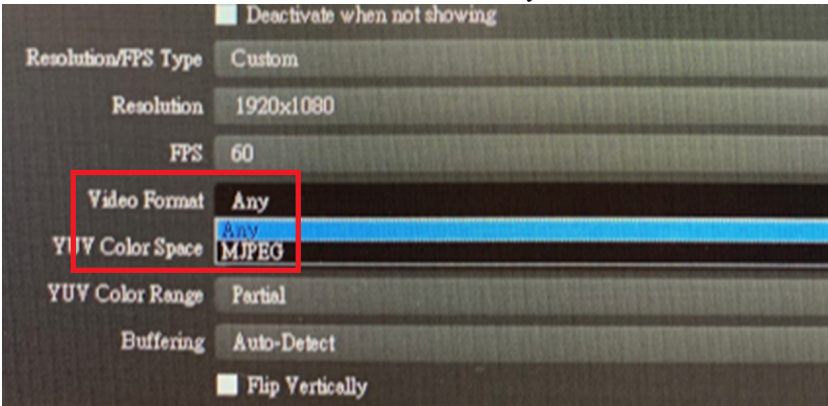 Deactivate when not showing
Resolution/FPS Type Custom
Resolution 1920x1080
FPS 60
Video Format Any
Any
YUV Color Space MJPEG
YUV Color Range Partial
Buffering Auto-Detect
Flip Vertically